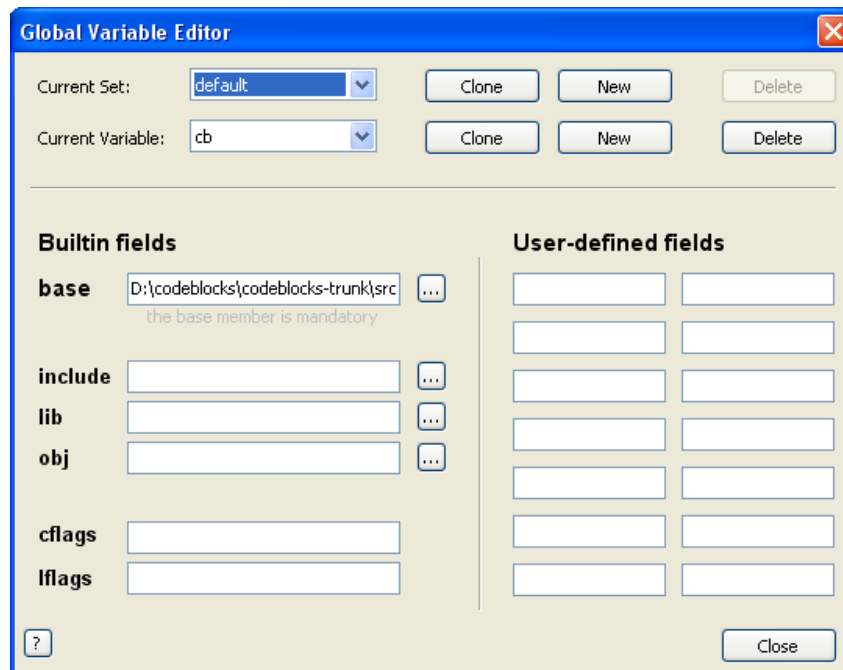 Global Variable Editor
Current Set: default Clone New Delete
Current Variable: cb Clone New Delete
Builtin fields User-defined fields
base D:\codeblocks\codeblocks-trunk\src ...
the base member is mandatory
include ...
lib ...
obj ...
cflags
lflags
? Close